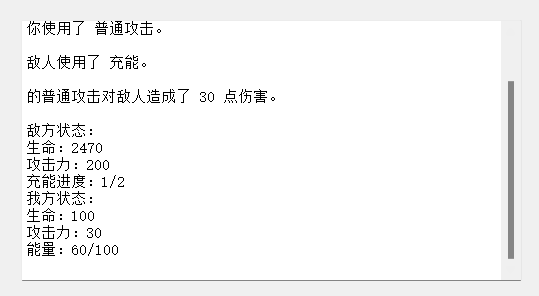 你使用了 普通攻击。
敌人使用了 充能。
的普通攻击对敌人造成了 30 点伤害。
敌方状态：
生命：2470
攻击力：200
充能进度：1/2
我方状态：
生命：100
攻击力：30
能量：60/100